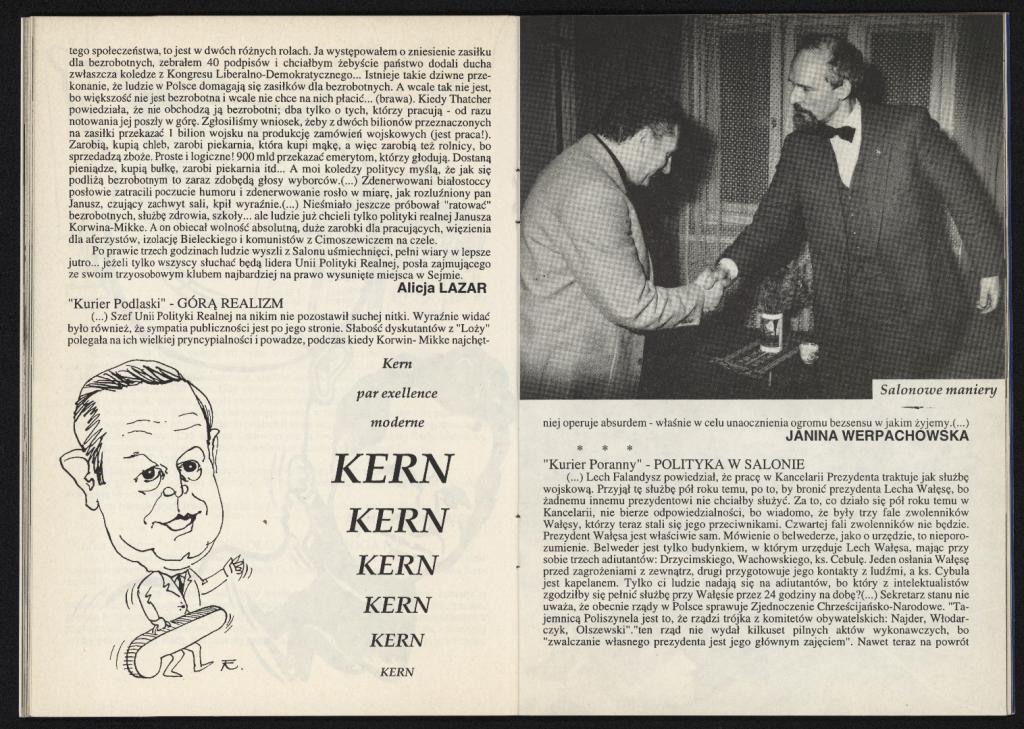 tego społeczeństwa, to jest w dwóch różnych rolach. Ja występowałem o zniesienie zasiłku
dla bezrobotnych, zebrałem 40 podpisów i chciałbym żebyście państwo dodali ducha
zwłaszcza koledze z Kongresu Liberalno-Demokratycznego... Istnieje takie dziwne prze-
konanie, że ludzie w Polsce domagają się zasiłków dla bezrobotnych. A wcale tak nie jest,
bo większość nie jest bezrobotna i wcale nie chce na nich płacić... (brawa). Kiedy Thatcher
powiedziała, że nie obchodzą ją bezrobotni; dba tylko o tych, którzy pracują - od razu
notowania jej poszły w górę. Zgłosiliśmy wniosek, żeby z dwóch bilionów przeznaczonych
na zasiłki przekazać 1 bilion wojsku na produkcję zamówień wojskowych (jest praca!).
Zarobią, kupią chleb, zarobi piekarnia, która kupi mąkę, a więc zarobią też rolnicy, bo
sprzedadzą zboże. Proste i logiczne! 900 mld przekazać emerytom, którzy głodują. Dostaną
pieniądze, kupią bułkę, zarobi piekarnia itd... A moi koledzy politycy myślą, że jak się
podliżą bezrobotnym to zaraz zdobędą głosy wyborców.(...) Zdenerwowani białostoccy
posłowie zatracili poczucie humoru i zdenerwowanie rosło w miarę, jak rozluźniony pan
Janusz, czujący zachwyt sali, kpił wyraźnie.(...) Nieśmiało jeszcze próbował "ratować"
bezrobotnych, służbę zdrowia, szkoły... ale ludzie już chcieli tylko polityki realnej Janusza
Korwina-Mikke. A on obiecał wolność absolutną, duże zarobki dla pracujących, więzienia
dla aferzystów, izolację Bieleckiego i komunistów z Cimoszewiczem na czele.
Po prawie trzech godzinach ludzie wyszli z Salonu uśmiechnięci, pełni wiary w lepsze
jutro... jeżeli tylko wszyscy słuchać będą lidera Unii Polityki Realnej, posła zajmującego
ze swoim trzyosobowym klubem najbardziej na prawo wysunięte miejsca w Sejmie.
Alicja LAZAR
"Kurier Podlaski" - GÓRĄ REALIZM
(...) Szef Unii Polityki Realnej na nikim nie pozostawił suchej nitki. Wyraźnie widać
było również, że sympatia publiczności jest po jego stronie. Słabość dyskutantów z "Loży"
polegała na ich wielkiej pryncypialności i powadze, podczas kiedy Korwin- Mikke najchęt-
Kern
par exellence
moderne
KERN
KERN
KERN
KERN
KERN
KERN
Salonowe maniery
niej operuje absurdem - właśnie w celu unaocznienia ogromu bezsensu w jakim żyjemy.(...)
JANINA WERPACHOWSKA
* * *
"Kurier Poranny" - POLITYKA W SALONIE
(...) Lech Falandysz powiedział, że pracę w Kancelarii Prezydenta traktuje jak służbę
wojskową. Przyjął tę służbę pół roku temu, po to, by bronić prezydenta Lecha Wałęsę, bo
żadnemu innemu prezydentowi nie chciałby służyć. Za to, co działo się pół roku temu w
Kancelarii, nie bierze odpowiedzialności, bo wiadomo, że były trzy fale zwolenników
Wałęsy, którzy teraz stali się jego przeciwnikami. Czwartej fali zwolenników nie będzie.
Prezydent Wałęsa jest właściwie sam. Mówienie o belwederze, jako o urzędzie, to nieporo-
zumienie. Belweder jest tylko budynkiem, w którym urzęduje Lech Wałęsa, mając przy
sobie trzech adiutantów: Drzycimskiego, Wachowskiego, ks. Cebulę. Jeden osłania Wałęsę
przed zagrożeniami z zewnątrz, drugi przygotowuje jego kontakty z ludźmi, a ks. Cybula
jest kapelanem. Tylko ci ludzie nadają się na adiutantów, bo który z intelektualistów
zgodziłby się pełnić służbę przy Wałęsie przez 24 godziny na dobę?(...) Sekretarz stanu nie
uważa, że obecnie rządy w Polsce sprawuje Zjednoczenie Chrześcijańsko-Narodowe. "Ta-
jemnicą Poliszynela jest to, że rządzi trójka z komitetów obywatelskich: Najder, Włodar-
czyk, Olszewski"."ten rząd nie wydał kilkuset pilnych aktów wykonawczych, bo
"zwalczanie własnego prezydenta jest jego głównym zajęciem". Nawet teraz na powrót